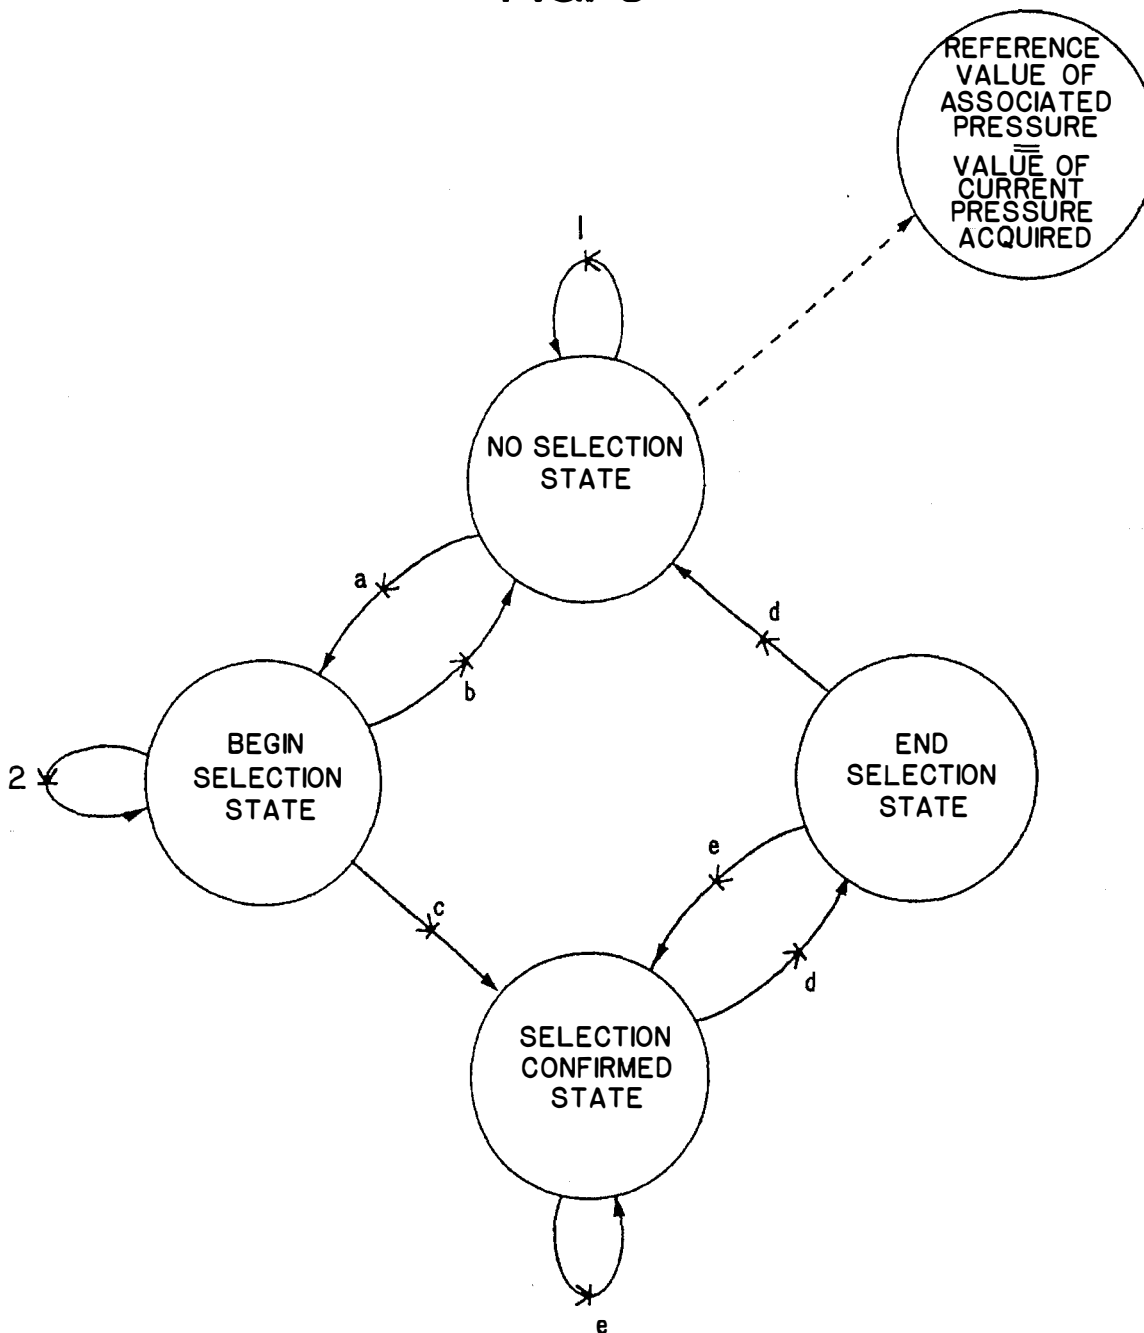 REFERENCE
VALUE OF
ASSOCIATED
PRESSURE
=
VALUE OF
CURRENT
PRESSURE
ACQUIRED
1
NO SELECTION
STATE
a
b
d
BEGIN
SELECTION
STATE
2
END
SELECTION
STATE
e
c
d
SELECTION
CONFIRMED
STATE
e